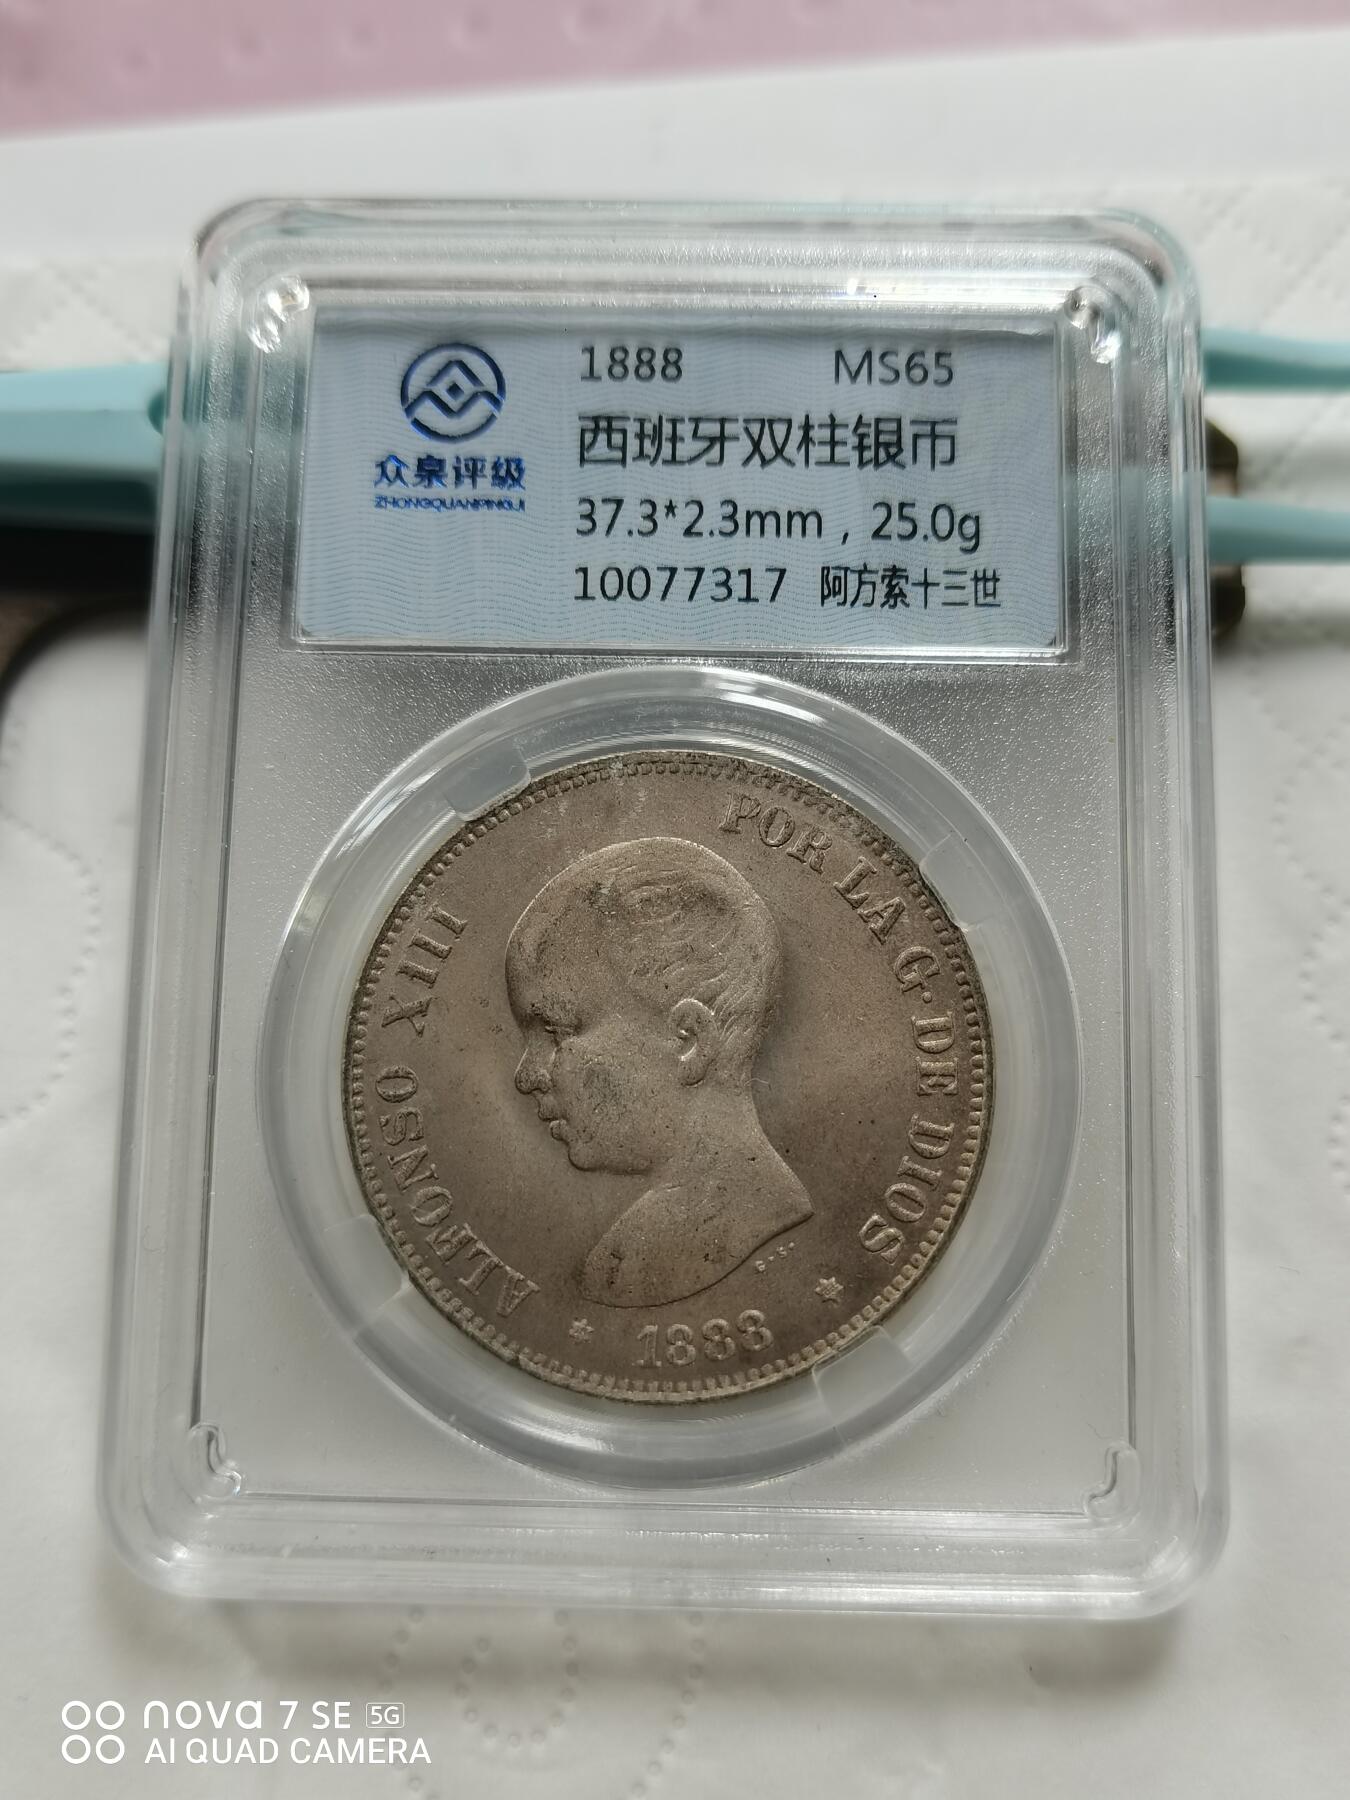 1888 MS65
众泉评级
ZHONGQUANPINGJI
西班牙双柱银币
37.3*2.3mm , 25.0g
10077317 阿方索十三世
ALFONSO XIII POR LA G· DE DIOS
* 1888 *
nova 7 SE 5G
AI QUAD CAMERA